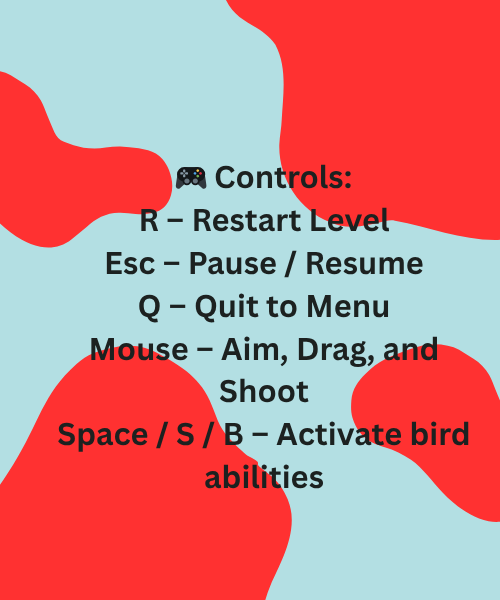 🎮 Controls:
R – Restart Level
Esc – Pause / Resume
Q – Quit to Menu
Mouse – Aim, Drag, and
Shoot
Space / S / B – Activate bird
abilities